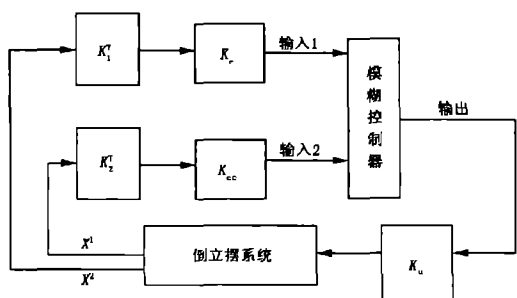 K₁ᵀ
Kₑ
输入1
模糊控制器
输出
K₂ᵀ
K_ec
输入2
X¹
X²
倒立摆系统
Kᵤ